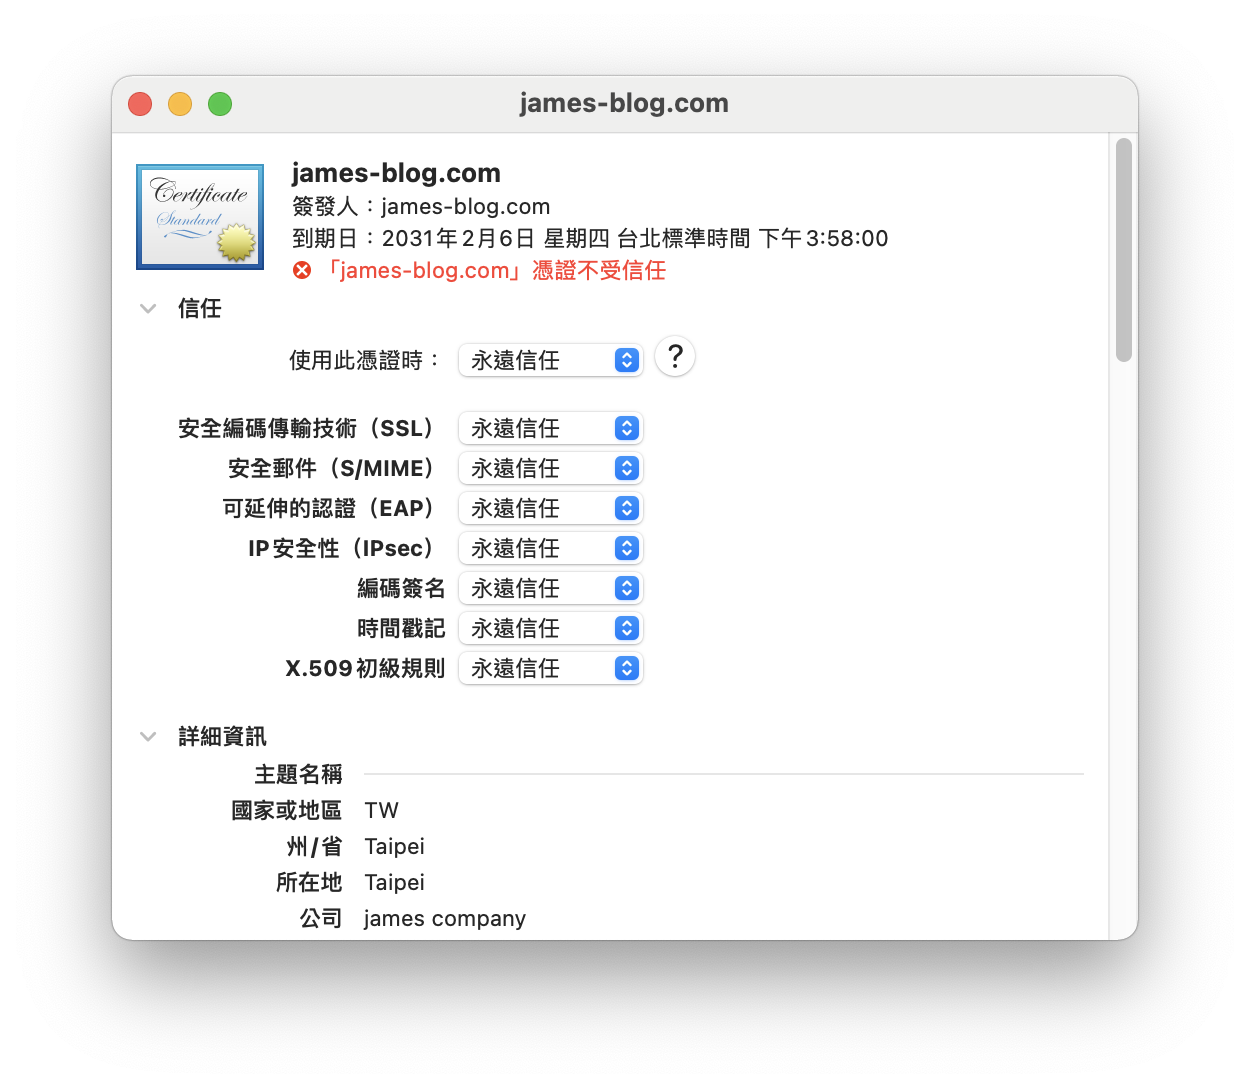 james-blog.com
Certificate
Standard
james-blog.com
簽發人：james-blog.com
到期日：2031年2月6日 星期四 台北標準時間 下午3:58:00
「james-blog.com」憑證不受信任
信任
使用此憑證時： 永遠信任 ?
安全編碼傳輸技術（SSL） 永遠信任
安全郵件（S/MIME） 永遠信任
可延伸的認證（EAP） 永遠信任
IP安全性（IPsec） 永遠信任
編碼簽名 永遠信任
時間戳記 永遠信任
X.509初級規則 永遠信任
詳細資訊
主題名稱
國家或地區 TW
州/省 Taipei
所在地 Taipei
公司 james company